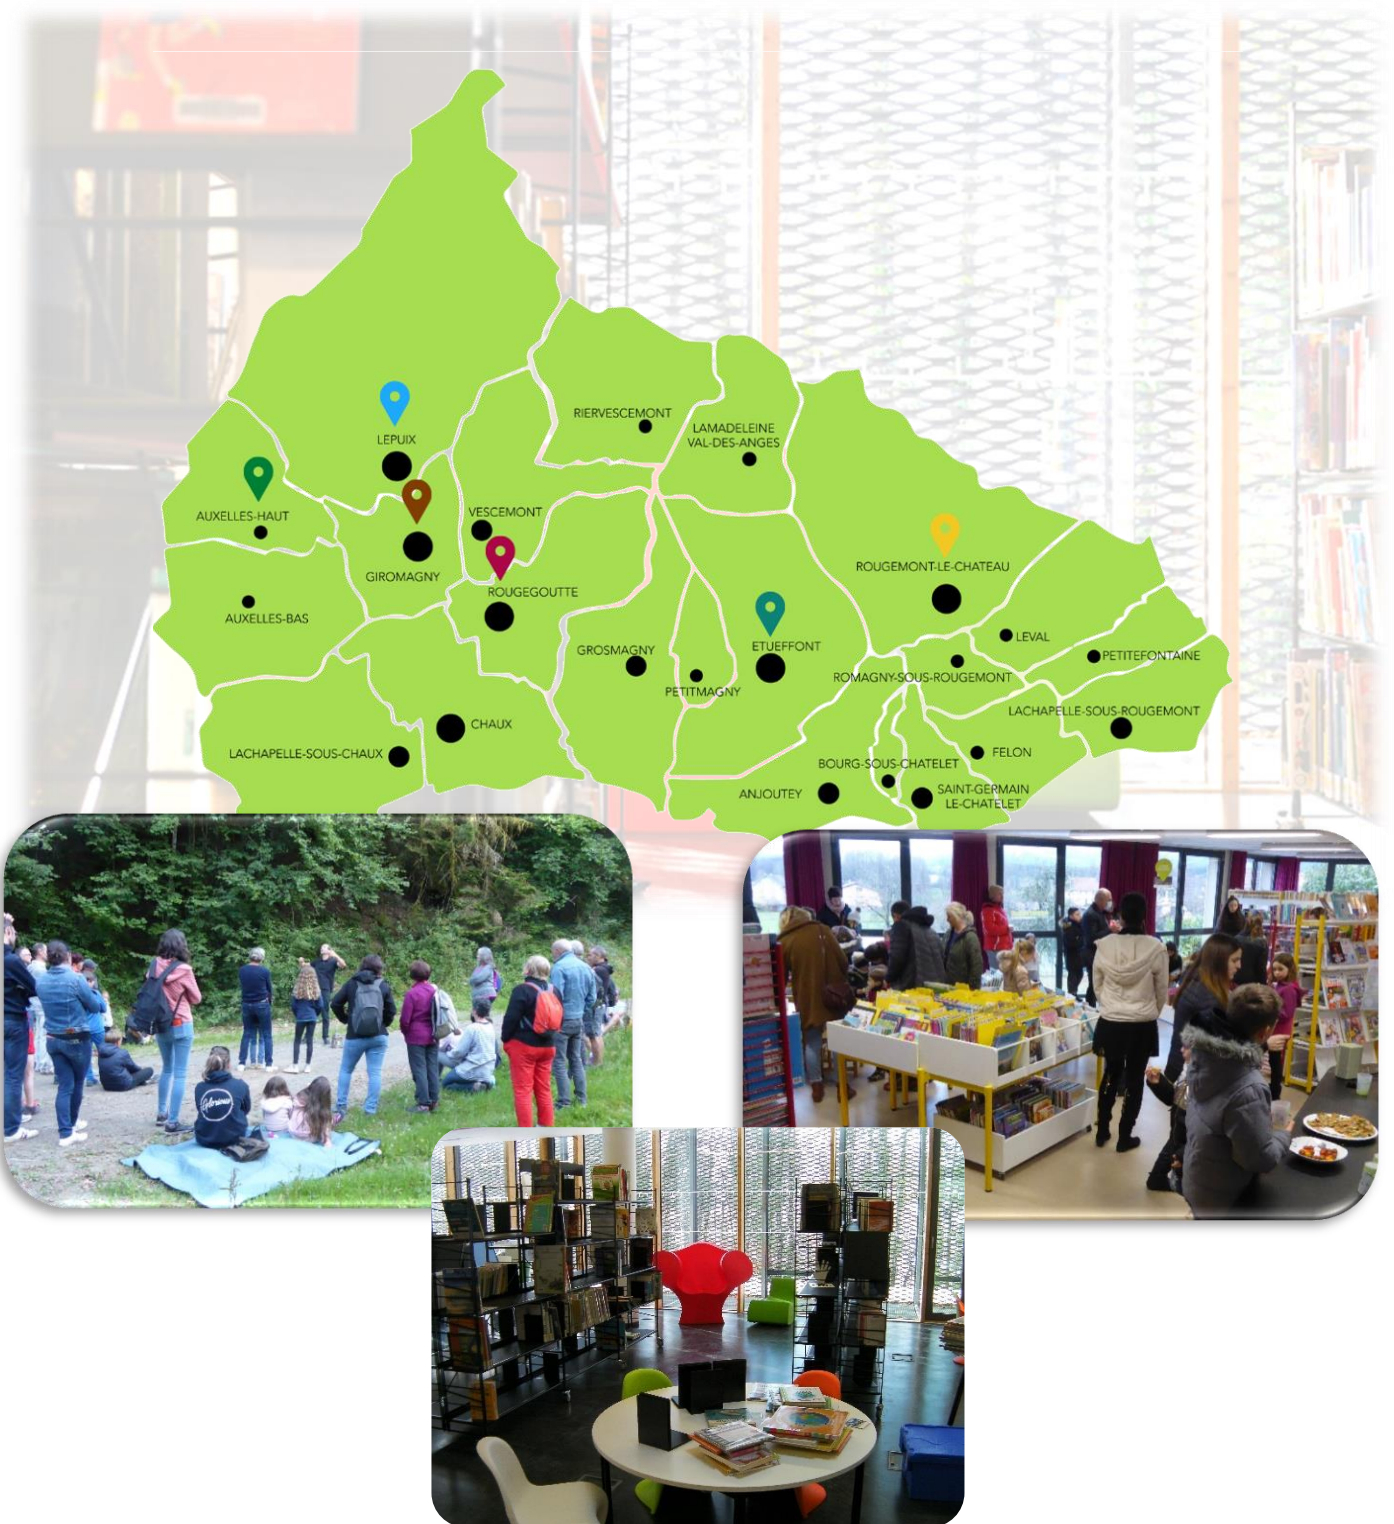 RIERVESCEMONT
LAMADELEINE
VAL-DES-ANGES
LEPUIX
AUXELLES-HAUT
VESCEMONT
GIROMAGNY
ROUGEGOUTTE
ROUGEMONT-LE-CHATEAU
AUXELLES-BAS
GROSMAGNY
ETUEFFONT
LEVAL
PETITEFONTAINE
ROMAGNY-SOUS-ROUGEMONT
PETITMAGNY
LACHAPELLE-SOUS-ROUGEMONT
CHAUX
LACHAPELLE-SOUS-CHAUX
FELON
BOURG-SOUS-CHATELET
ANJOUTEY
SAINT-GERMAIN
LE-CHATELET
Glorious